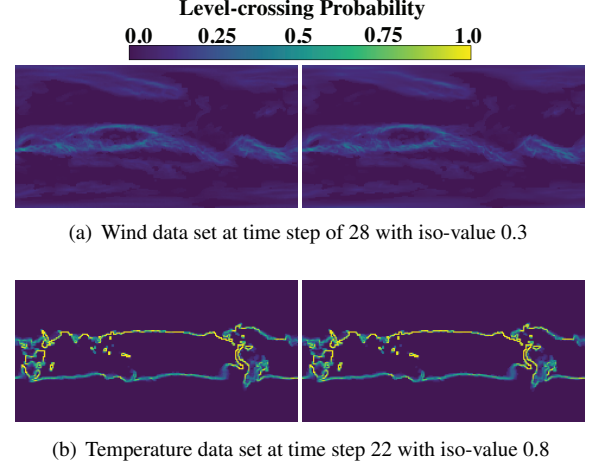 Level-crossing Probability
0.0 0.25 0.5 0.75 1.0
(a) Wind data set at time step of 28 with iso-value 0.3
(b) Temperature data set at time step 22 with iso-value 0.8